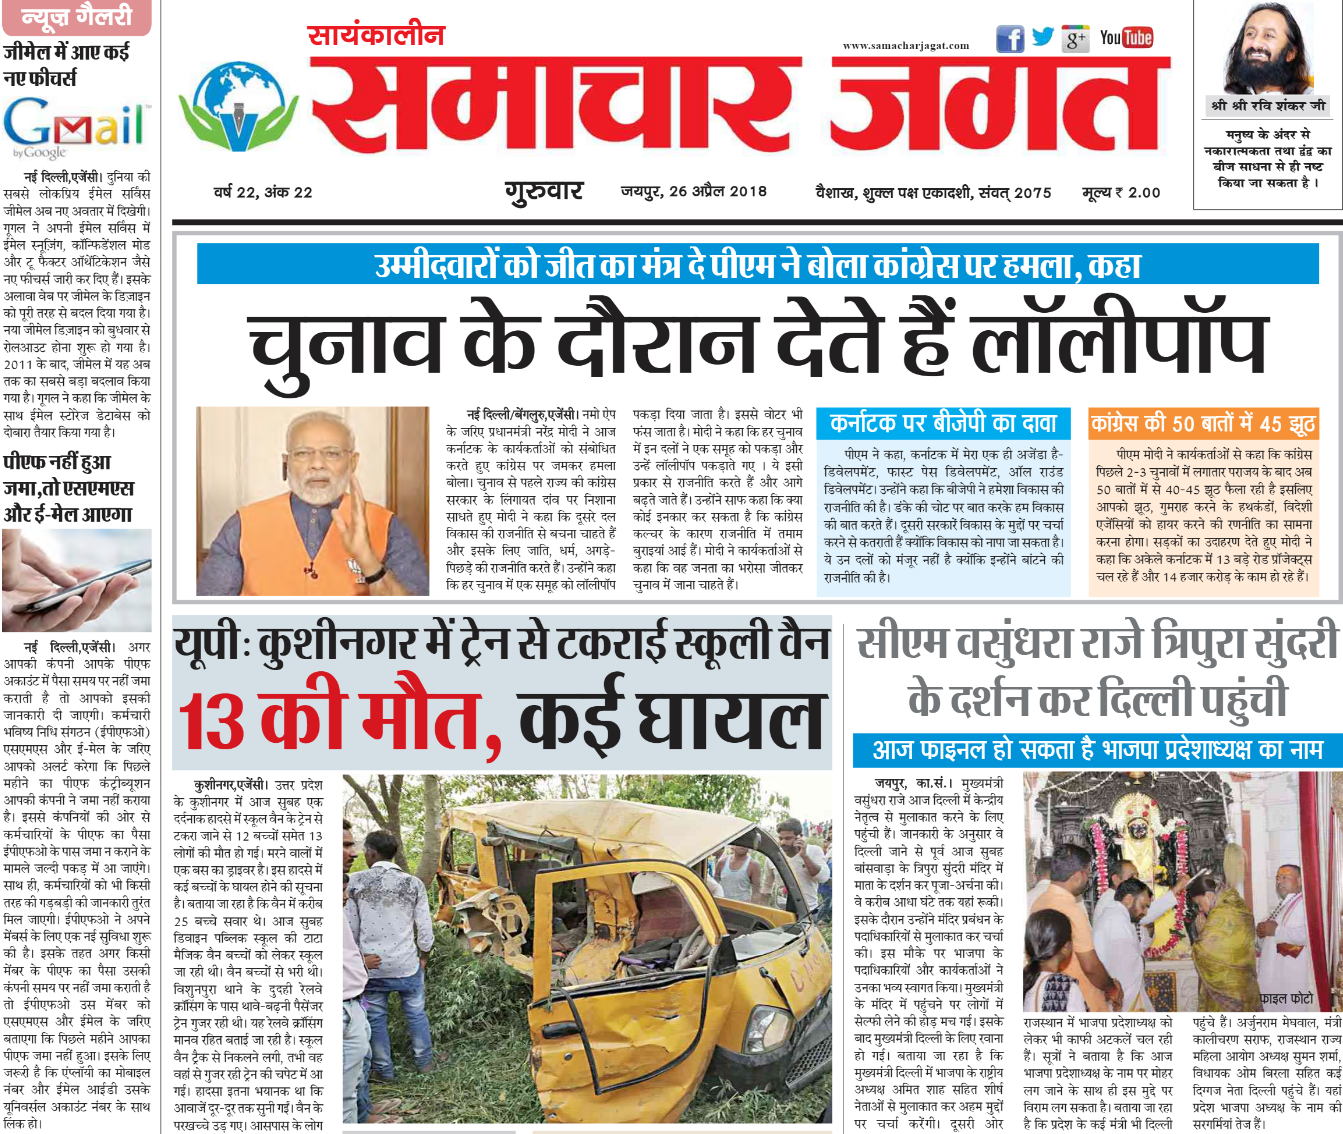 न्यूज़ गैलरी
जीमेल में आए कई
नए फीचर्स
Gmail
by Google
नई दिल्ली,एजेंसी। दुनिया की
सबसे लोकप्रिय ईमेल सर्विस
जीमेल अब नए अवतार में दिखेगी।
गूगल ने अपनी ईमेल सर्विस में
ईमेल स्नूज़िंग, कॉन्फिडेंशल मोड
और टू फैक्टर ऑथेंटिकेशन जैसे
नए फीचर्स जारी कर दिए हैं। इसके
अलावा वेब पर जीमेल के डिज़ाइन
को पूरी तरह से बदल दिया गया है।
नया जीमेल डिज़ाइन को बुधवार से
रोलआउट होना शुरू हो गया है।
2011 के बाद, जीमेल में यह अब
तक का सबसे बड़ा बदलाव किया
गया है। गूगल ने कहा कि जीमेल के
साथ ईमेल स्टोरेज डेटाबेस को
दोबारा तैयार किया गया है।
पीएफ नहीं हुआ
जमा,तो एसएमएस
और ई-मेल आएगा
नई दिल्ली,एजेंसी। अगर
आपकी कंपनी आपके पीएफ
अकाउंट में पैसा समय पर नहीं जमा
कराती है तो आपको इसकी
जानकारी दी जाएगी। कर्मचारी
भविष्य निधि संगठन (ईपीएफओ)
एसएमएस और ई-मेल के जरिए
आपको अलर्ट करेगा कि पिछले
महीने का पीएफ कंट्रीब्यूशन
आपकी कंपनी ने जमा नहीं कराया
है। इससे कंपनियों की ओर से
कर्मचारियों के पीएफ का पैसा
ईपीएफओ के पास जमा न कराने के
मामले जल्दी पकड़ में आ जाएंगे।
साथ ही, कर्मचारियों को भी किसी
तरह की गड़बड़ी की जानकारी तुरंत
मिल जाएगी। ईपीएफओ ने अपने
मेंबर्स के लिए एक नई सुविधा शुरू
की है। इसके तहत अगर किसी
मेंबर के पीएफ का पैसा उसकी
कंपनी समय पर नहीं जमा कराती है
तो ईपीएफओ उस मेंबर को
एसएमएस और ईमेल के जरिए
बताएगा कि पिछले महीने आपका
पीएफ जमा नहीं हुआ। इसके लिए
जरूरी है कि एंप्लॉयी का मोबाइल
नंबर और ईमेल आईडी उसके
यूनिवर्सल अकाउंट नंबर के साथ
लिंक हो।
सायंकालीन
www.samacharjagat.com
f g+ You Tube
समाचार जगत
वर्ष 22, अंक 22 गुरुवार जयपुर, 26 अप्रैल 2018 वैशाख, शुक्ल पक्ष एकादशी, संवत् 2075 मूल्य ₹ 2.00
श्री श्री रवि शंकर जी
मनुष्य के अंदर से
नकारात्मकता तथा द्वंद्व का
बीज साधना से ही नष्ट
किया जा सकता है ।
उम्मीदवारों को जीत का मंत्र दे पीएम ने बोला कांग्रेस पर हमला, कहा
चुनाव के दौरान देते हैं लॉलीपॉप
नई दिल्ली/बेंगलुरु,एजेंसी। नमो ऐप
के जरिए प्रधानमंत्री नरेंद्र मोदी ने आज
कर्नाटक के कार्यकर्ताओं को संबोधित
करते हुए कांग्रेस पर जमकर हमला
बोला। चुनाव से पहले राज्य की कांग्रेस
सरकार के लिंगायत दांव पर निशाना
साधते हुए मोदी ने कहा कि दूसरे दल
विकास की राजनीति से बचना चाहते हैं
और इसके लिए जाति, धर्म, अगड़े-
पिछड़े की राजनीति करते हैं। उन्होंने कहा
कि हर चुनाव में एक समूह को लॉलीपॉप
पकड़ा दिया जाता है। इससे वोटर भी
फंस जाता है। मोदी ने कहा कि हर चुनाव
में इन दलों ने एक समूह को पकड़ा और
उन्हें लॉलीपॉप पकड़ाते गए । ये इसी
प्रकार से राजनीति करते हैं और आगे
बढ़ते जाते हैं। उन्होंने साफ कहा कि क्या
कोई इनकार कर सकता है कि कांग्रेस
कल्चर के कारण राजनीति में तमाम
बुराइयां आई हैं। मोदी ने कार्यकर्ताओं से
कहा कि वह जनता का भरोसा जीतकर
चुनाव में जाना चाहते हैं।
कर्नाटक पर बीजेपी का दावा
पीएम ने कहा, कर्नाटक में मेरा एक ही अजेंडा है-
डिवेलपमेंट, फास्ट पेस डिवेलपमेंट, ऑल राउंड
डिवेलपमेंट। उन्होंने कहा कि बीजेपी ने हमेशा विकास की
राजनीति की है। डंके की चोट पर बात करके हम विकास
की बात करते हैं। दूसरी सरकारें विकास के मुद्दों पर चर्चा
करने से कतराती हैं क्योंकि विकास को नापा जा सकता है।
ये उन दलों को मंजूर नहीं है क्योंकि इन्होंने बांटने की
राजनीति की है।
कांग्रेस की 50 बातों में 45 झूठ
पीएम मोदी ने कार्यकर्ताओं से कहा कि कांग्रेस
पिछले 2-3 चुनावों में लगातार पराजय के बाद अब
50 बातों में से 40-45 झूठ फैला रही है इसलिए
आपको झूठ, गुमराह करने के हथकंडों, विदेशी
एजेंसियों को हायर करने की रणनीति का सामना
करना होगा। सड़कों का उदाहरण देते हुए मोदी ने
कहा कि अकेले कर्नाटक में 13 बड़े रोड प्रॉजेक्ट्स
चल रहे हैं और 14 हजार करोड़ के काम हो रहे हैं।
यूपी: कुशीनगर में ट्रेन से टकराई स्कूली वैन
13 की मौत, कई घायल
कुशीनगर,एजेंसी। उत्तर प्रदेश
के कुशीनगर में आज सुबह एक
दर्दनाक हादसे में स्कूल वैन के ट्रेन से
टकरा जाने से 12 बच्चों समेत 13
लोगों की मौत हो गई। मरने वालों में
एक बस का ड्राइवर है। इस हादसे में
कई बच्चों के घायल होने की सूचना
है। बताया जा रहा है कि वैन में करीब
25 बच्चे सवार थे। आज सुबह
डिवाइन पब्लिक स्कूल की टाटा
मैजिक वैन बच्चों को लेकर स्कूल
जा रही थी। वैन बच्चों से भरी थी।
विशुनपुरा थाने के दुदही रेलवे
क्रॉसिंग के पास थावे-बढ़नी पैसेंजर
ट्रेन गुजर रही थी। यह रेलवे क्रॉसिंग
मानव रहित बताई जा रही है। स्कूल
वैन ट्रैक से निकलने लगी, तभी वह
वहां से गुजर रही ट्रेन की चपेट में आ
गई। हादसा इतना भयानक था कि
आवाजें दूर-दूर तक सुनी गई। वैन के
परखच्चे उड़ गए। आसपास के लोग
सीएम वसुंधरा राजे त्रिपुरा सुंदरी
के दर्शन कर दिल्ली पहुंची
आज फाइनल हो सकता है भाजपा प्रदेशाध्यक्ष का नाम
जयपुर, का.सं.। मुख्यमंत्री
वसुंधरा राजे आज दिल्ली में केन्द्रीय
नेतृत्व से मुलाकात करने के लिए
पहुंची हैं। जानकारी के अनुसार वे
दिल्ली जाने से पूर्व आज सुबह
बांसवाड़ा के त्रिपुरा सुंदरी मंदिर में
माता के दर्शन कर पूजा-अर्चना की।
वे करीब आधा घंटे तक यहां रूकी।
इसके दौरान उन्होंने मंदिर प्रबंधन के
पदाधिकारियों से मुलाकात कर चर्चा
की। इस मौके पर भाजपा के
पदाधिकारियों और कार्यकर्ताओं ने
उनका भव्य स्वागत किया। मुख्यमंत्री
के मंदिर में पहुंचने पर लोगों में
सेल्फी लेने की होड़ मच गई। इसके
बाद मुख्यमंत्री दिल्ली के लिए रवाना
हो गई। बताया जा रहा है कि
मुख्यमंत्री दिल्ली में भाजपा के राष्ट्रीय
अध्यक्ष अमित शाह सहित शीर्ष
नेताओं से मुलाकात कर अहम मुद्दों
पर चर्चा करेंगी। दूसरी ओर
फाइल फोटो
राजस्थान में भाजपा प्रदेशाध्यक्ष को
लेकर भी काफी अटकलें चल रही
हैं। सूत्रों ने बताया है कि आज
भाजपा प्रदेशाध्यक्ष के नाम पर मोहर
लग जाने के साथ ही इस मुद्दे पर
विराम लग सकता है। बताया जा रहा
है कि प्रदेश के कई मंत्री भी दिल्ली
पहुंचे हैं। अर्जुनराम मेघवाल, मंत्री
कालीचरण सराफ, राजस्थान राज्य
महिला आयोग अध्यक्ष सुमन शर्मा,
विधायक ओम बिरला सहित कई
दिग्गज नेता दिल्ली पहुंचे हैं। यहां
प्रदेश भाजपा अध्यक्ष के नाम की
सरगर्मियां तेज हैं।